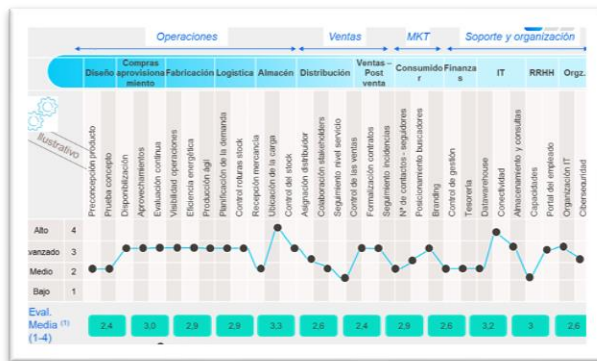 Operaciones Ventas MKT Soporte y organización
Diseño Compras aprovisiona miento Fabricación Logística Almacén Distribución Ventas – Post venta Consumido r Finanza s IT RRHH Orgz.
Ilustrativo
Preconcepción producto
Prueba concepto
Disponibilización
Aprovechamientos
Evaluación continua
Visibilidad operaciones
Eficiencia energética
Producción ágil
Planificación de la demanda
Control roturas stock
Recepción mercancía
Ubicación de la carga
Control del stock
Asignación distribuidor
Colaboración stakeholders
Seguimiento nivel servicio
Control de las ventas
Formalización contratos
Seguimiento incidencias
Nº de contactos - seguidores
Posicionamiento buscadores
Branding
Control de gestión
Tesorería
Datawarehouse
Conectividad
Almacenamiento y consultas
Capacidades
Portal del empleado
Organización IT
Ciberseguridad
Alto 4
vanzado 3
Medio 2
Bajo 1
Eval.
Media (1)
(1-4)
2,4 3,0 2,9 2,9 3,3 2,6 2,4 2,9 2,6 3,2 3 2,6